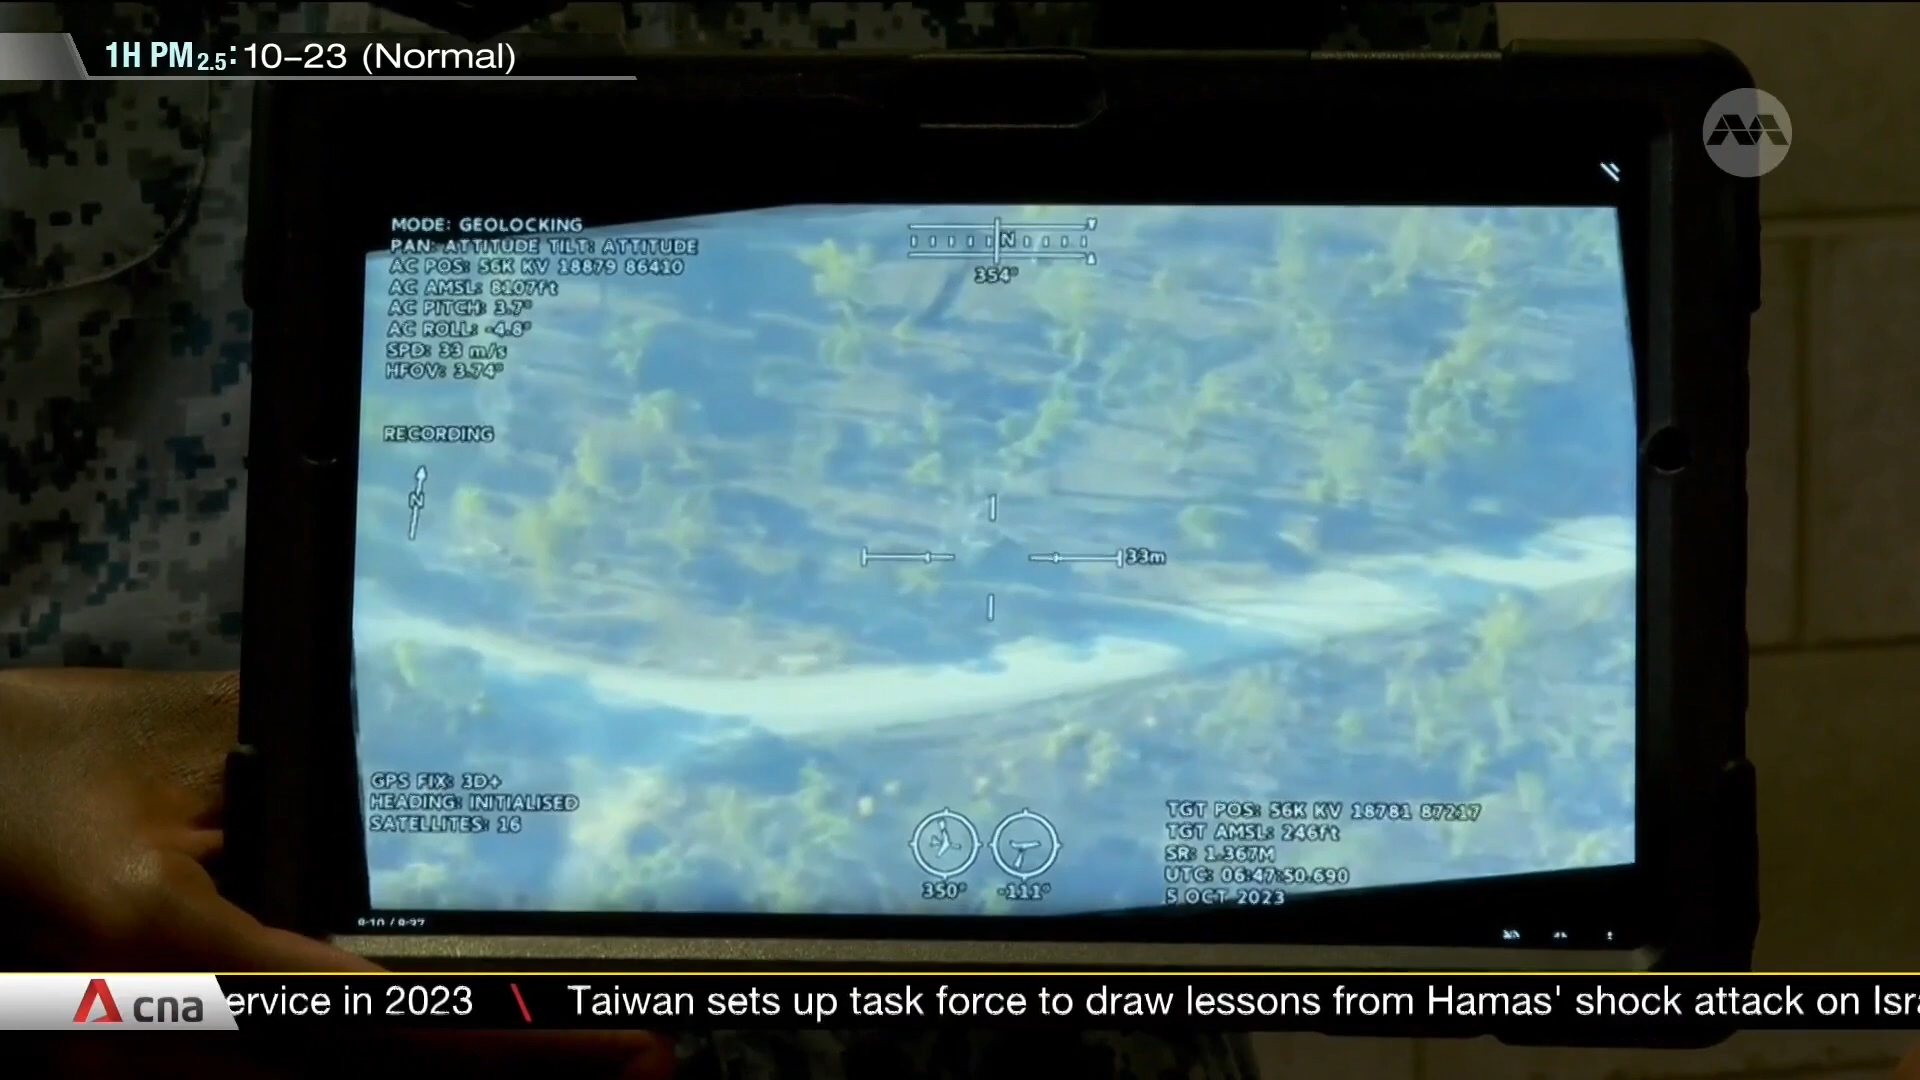 1H PM2.5: 10–23 (Normal)
MODE: GEOLOCKING
PAN: ATTITUDE TILT: ATTITUDE
AC POS: 56K KV 18879 86410
AC AMSL: 8107ft
AC PITCH: 3.7°
AC ROLL: -4.8°
SPD: 33 m/s
HFOV: 3.74°
N
354°
RECORDING
N
33m
GPS FIX: 3D+
HEADING: INITIALISED
SATELLITES: 16
350°
-111°
TGT POS: 56K KV 18781 87217
TGT AMSL: 246ft
SR: 1.367M
UTC: 06:47:50.690
5 OCT 2023
cna
ervice in 2023 \ Taiwan sets up task force to draw lessons from Hamas' shock attack on Isra